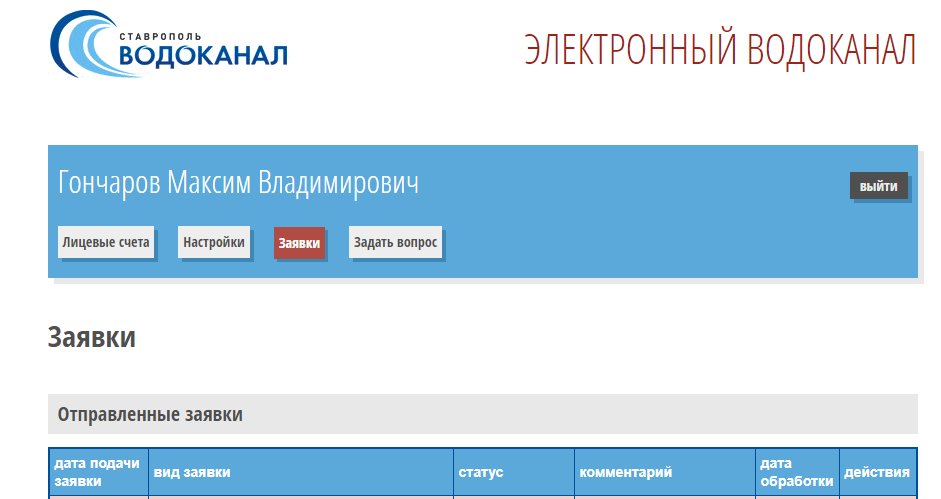 СТАВРОПОЛЬ
ВОДОКАНАЛ
ЭЛЕКТРОННЫЙ ВОДОКАНАЛ
Гончаров Максим Владимирович
выйти
Лицевые счета Настройки Заявки Задать вопрос
Заявки
Отправленные заявки
дата подачи заявки
вид заявки
статус
комментарий
дата обработки
действия